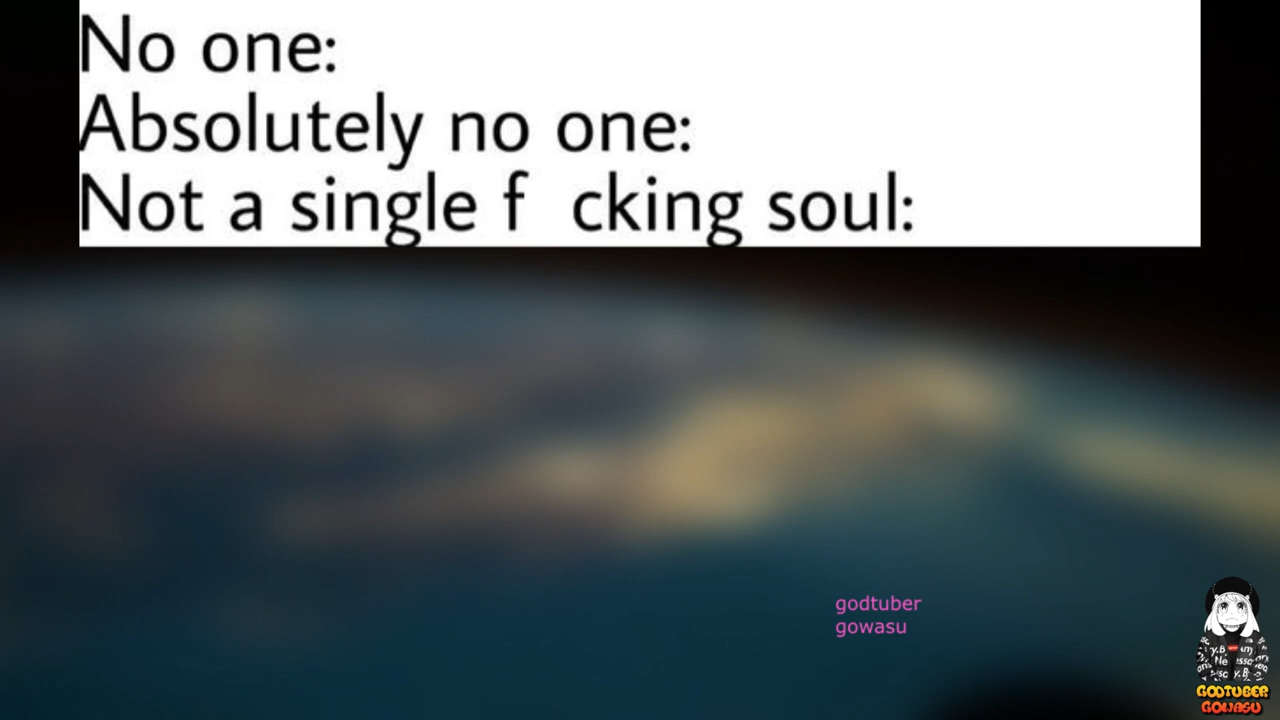 No one:
Absolutely no one:
Not a single f  cking soul:
godtuber
gowasu
GODTUBER
GOWASU